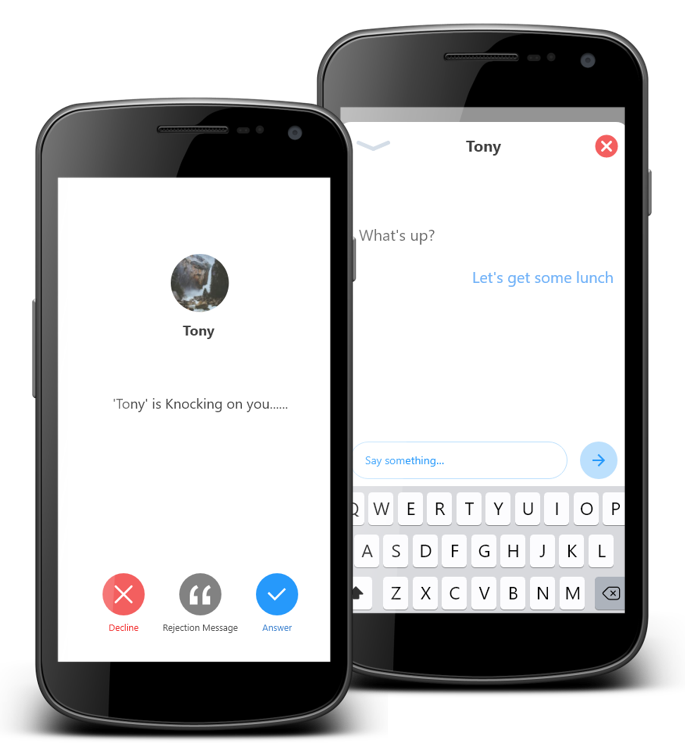 Tony
'Tony' is Knocking on you......
Decline
Rejection Message
Answer
Tony
What's up?
Let's get some lunch
Say something...
Q W E R T Y U I O P
A S D F G H J K L
Z X C V B N M